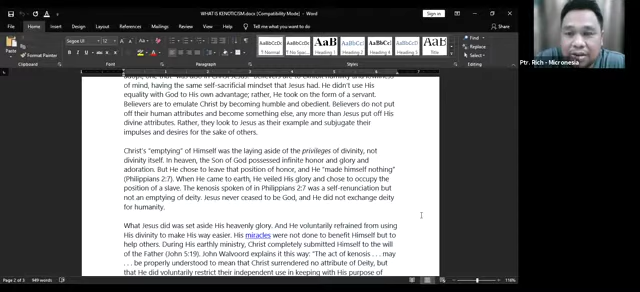 WHAT IS KENOTICISM.docx [Compatibility Mode] - Word
Sign in
File Home Insert Design Layout References Mailings Review View Help Tell me what you want to do
Format Painter
Clipboard Font Paragraph Styles Editing
Segoe UI 12
¶ Normal ¶ No Spac... Heading 1 Heading 2 Heading 3 Heading 4 Title
Find
Replace
Select
of mind, having the same self-sacrificial mindset that Jesus had. He didn't use His
equality with God to His own advantage; rather, He took on the form of a servant.
Believers are to emulate Christ by becoming humble and obedient. Believers do not put
off their human attributes and become something else, any more than Jesus put off His
divine attributes. Rather, they look to Jesus as their example and subjugate their
impulses and desires for the sake of others.
Christ's "emptying" of Himself was the laying aside of the privileges of divinity, not
divinity itself. In heaven, the Son of God possessed infinite honor and glory and
adoration. But He chose to leave that position of honor, and He "made himself nothing"
(Philippians 2:7). When He came to earth, He veiled His glory and chose to occupy the
position of a slave. The kenosis spoken of in Philippians 2:7 was a self-renunciation but
not an emptying of deity. Jesus never ceased to be God, and He did not exchange deity
for humanity.
What Jesus did was set aside His heavenly glory. And He voluntarily refrained from using
His divinity to make His way easier. His miracles were not done to benefit Himself but to
help others. During His earthly ministry, Christ completely submitted Himself to the will
of the Father (John 5:19). John Walvoord explains it this way: "The act of kenosis . . . may
. . . be properly understood to mean that Christ surrendered no attribute of Deity, but
that He did voluntarily restrict their independent use in keeping with His purpose of
Page 2 of 3 949 words
118%
Ptr. Rich - Micronesia